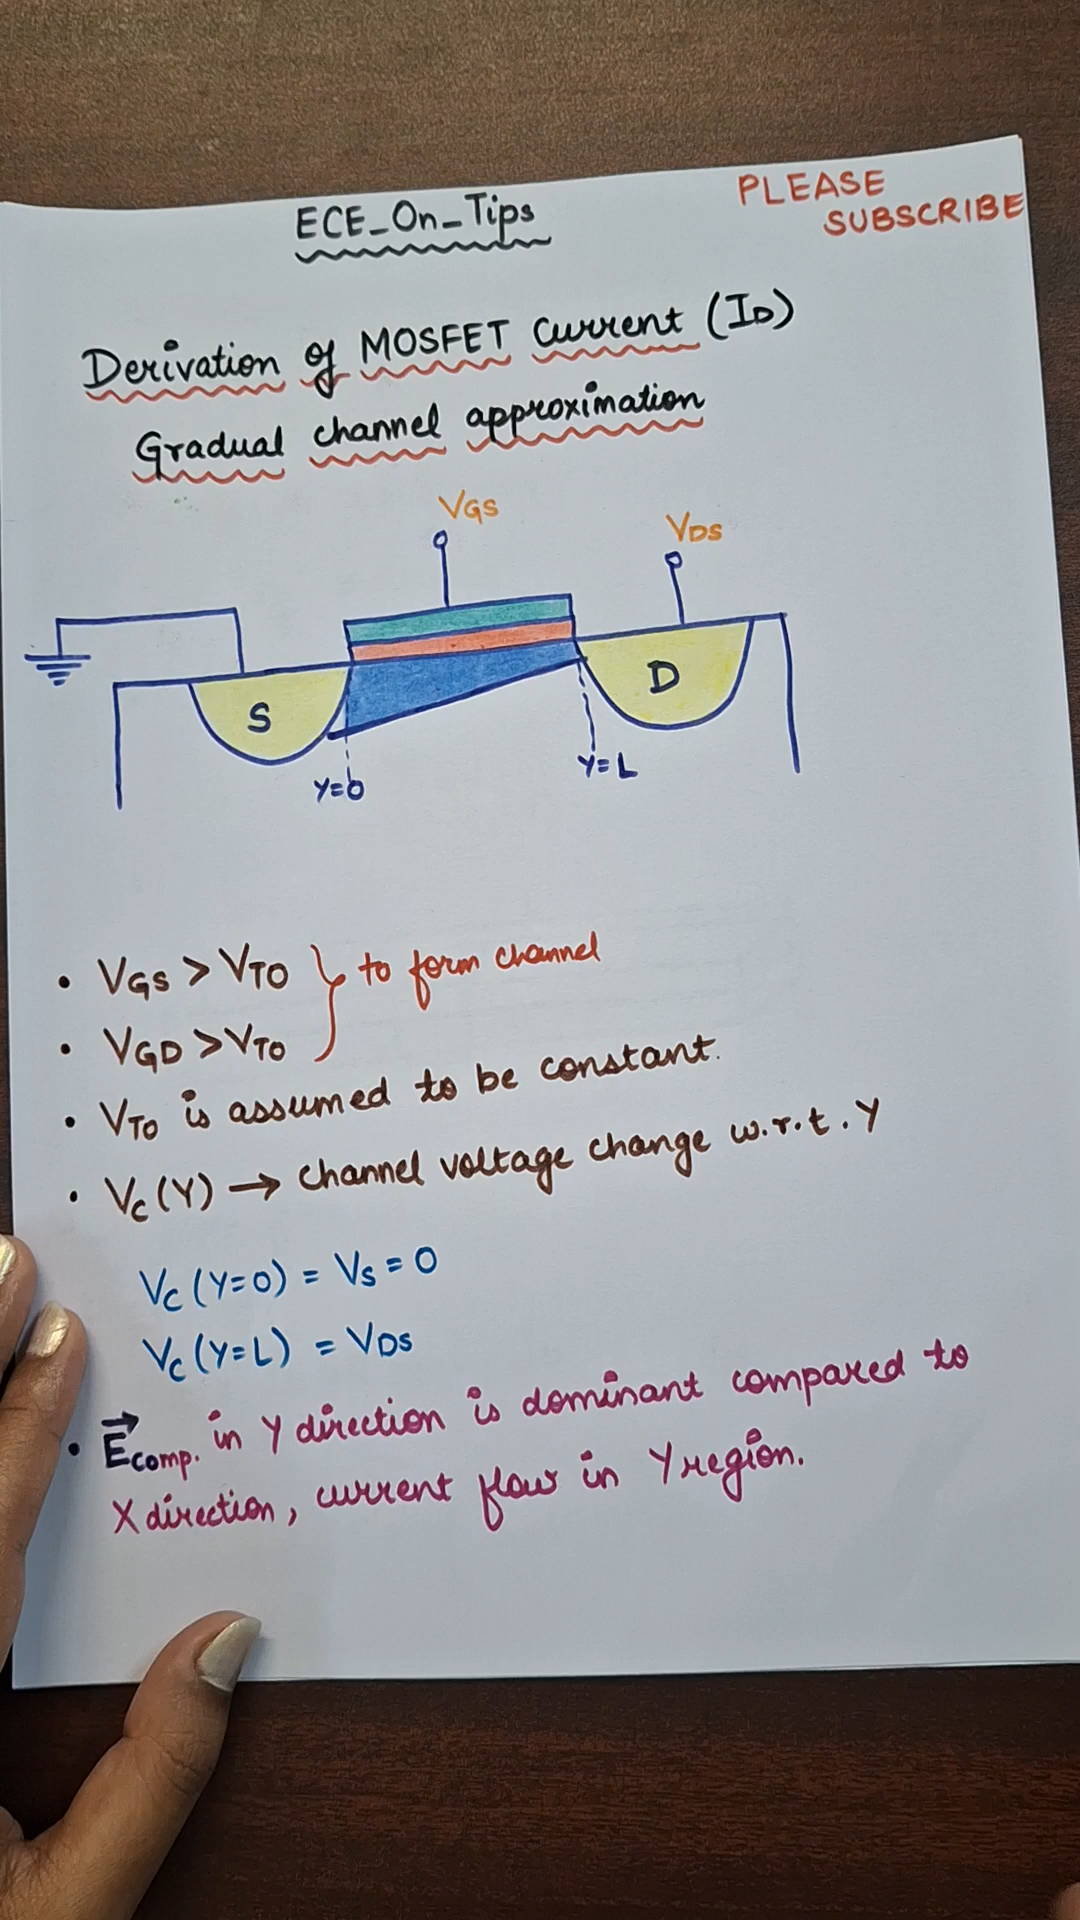 ECE_On_Tips
PLEASE
SUBSCRIBE
Derivation of MOSFET Current (ID)
Gradual channel approximation
VGS
VDS
S
D
Y=0
Y=L
• VGS > VTO } to form channel
• VGD > VTO
• VTO is assumed to be constant.
• VC(Y) → channel voltage change w.r.t. Y
VC (Y=0) = VS = 0
VC (Y=L) = VDS
• E⃗comp. in Y direction is dominant compared to
X direction, current flow in Y region.